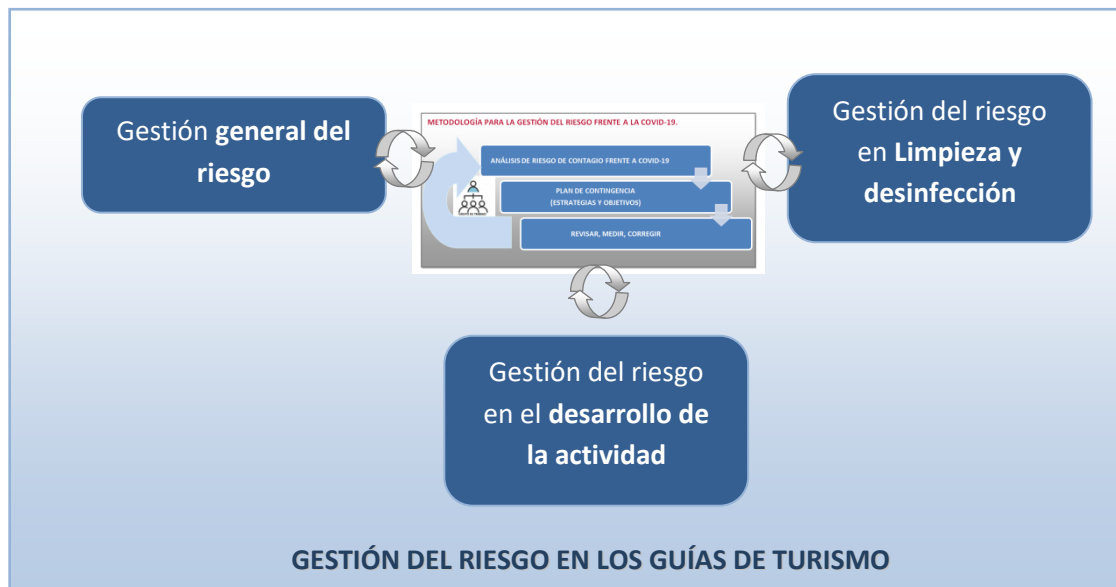 Gestión general del
riesgo
METODOLOGÍA PARA LA GESTIÓN DEL RIESGO FRENTE A LA COVID-19.
ANÁLISIS DE RIESGO DE CONTAGIO FRENTE A COVID-19
PLAN DE CONTINGENCIA
(ESTRATEGIAS Y OBJETIVOS)
REVISAR, MEDIR, CORREGIR
Gestión del riesgo
en Limpieza y
desinfección
Gestión del riesgo
en el desarrollo de
la actividad
GESTIÓN DEL RIESGO EN LOS GUÍAS DE TURISMO